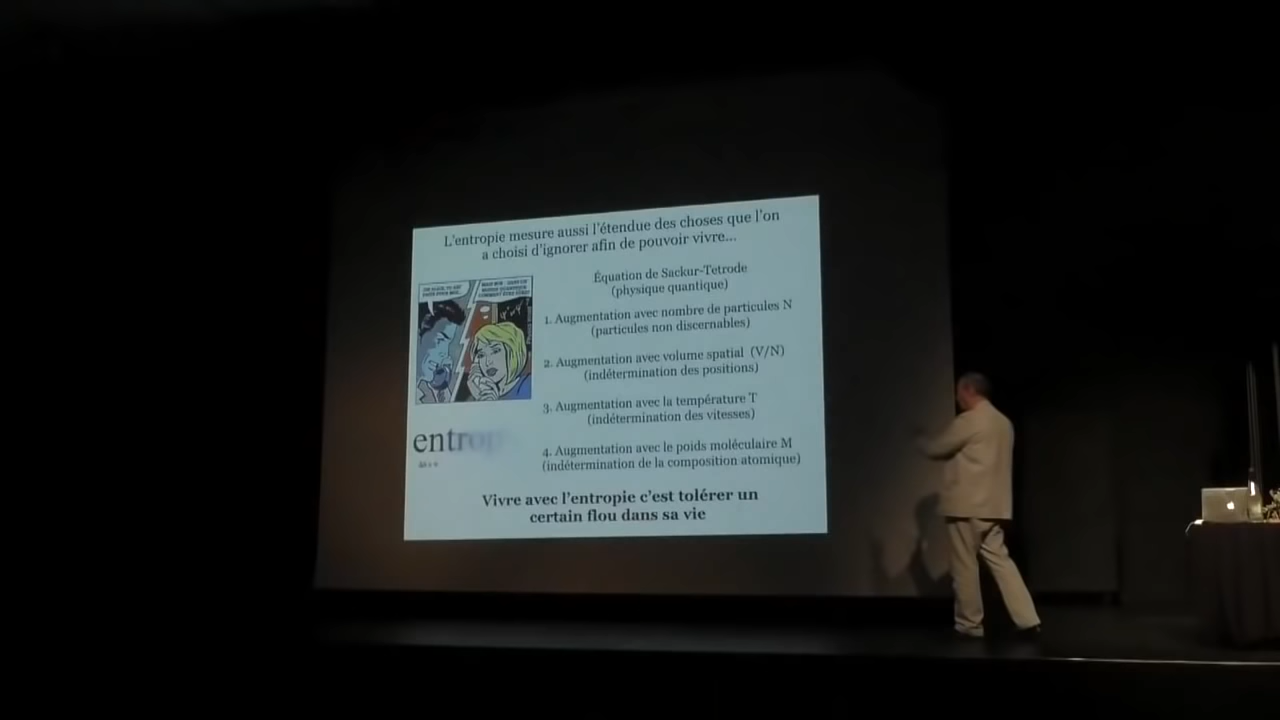 L'entropie mesure aussi l'étendue des choses que l'on
a choisi d'ignorer afin de pouvoir vivre...
Équation de Sackur-Tetrode
(physique quantique)
1. Augmentation avec nombre de particules N
(particules non discernables)
2. Augmentation avec volume spatial (V/N)
(indétermination des positions)
3. Augmentation avec la température T
(indétermination des vitesses)
4. Augmentation avec le poids moléculaire M
(indétermination de la composition atomique)
entrop
Vivre avec l'entropie c'est tolérer un
certain flou dans sa vie